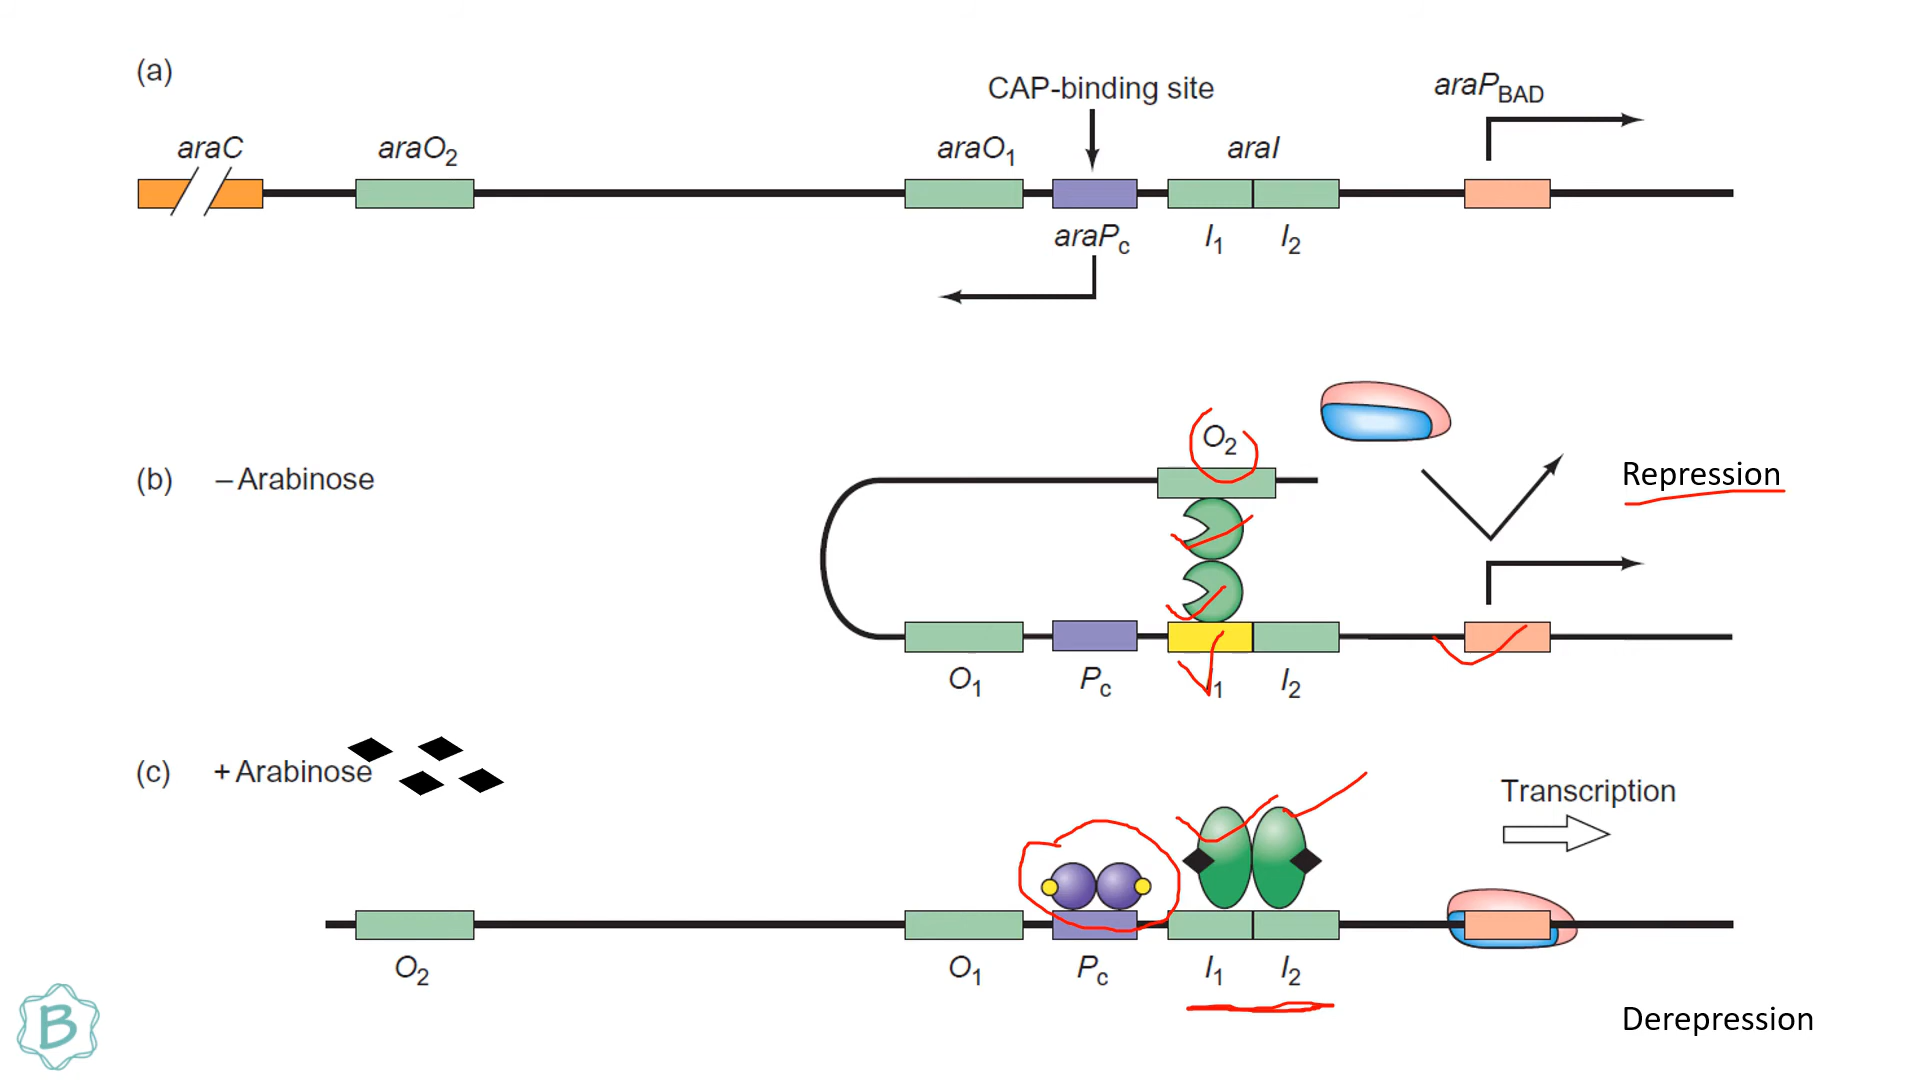 (a)
CAP-binding site
araPBAD
araC
araO2
araO1
araI
araPc
I1
I2
(b)
– Arabinose
O2
Repression
O1
Pc
1
I2
(c)
+ Arabinose
Transcription
O2
O1
Pc
I1
I2
B
Derepression